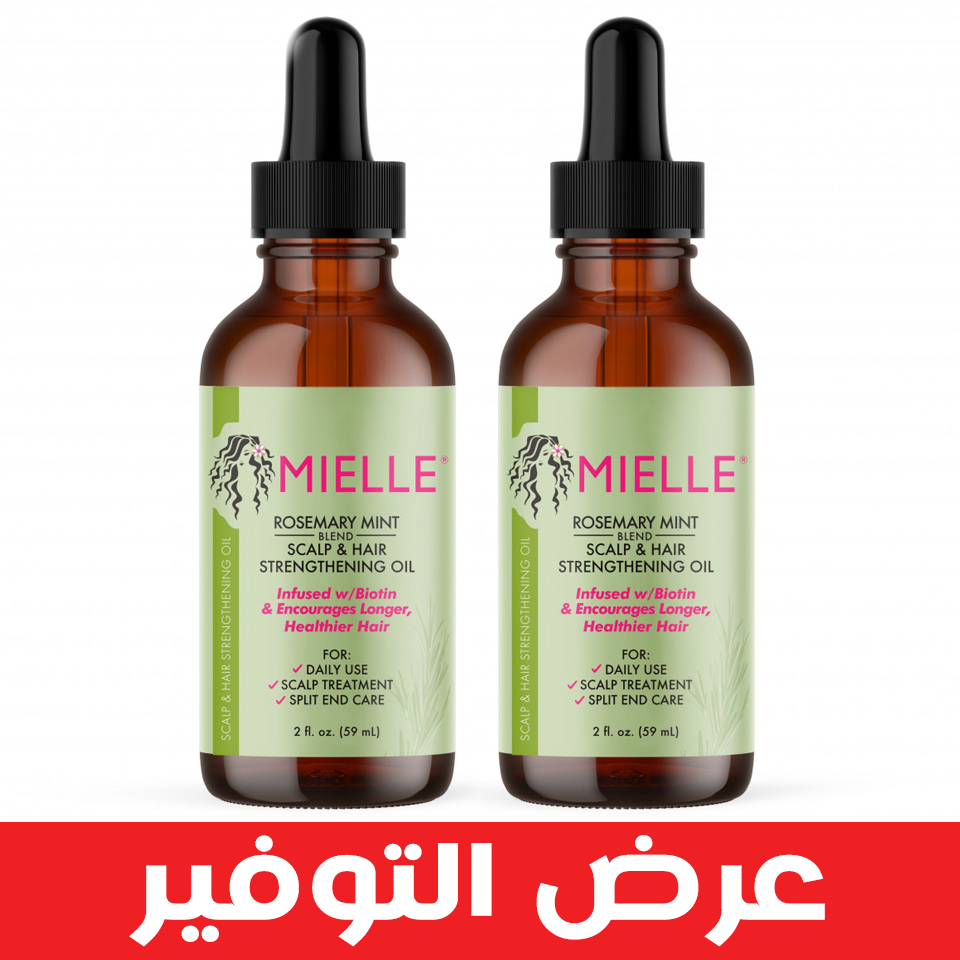 MIELLE®
ROSEMARY MINT
BLEND
SCALP & HAIR
STRENGTHENING OIL
Infused w/Biotin
& Encourages Longer,
Healthier Hair
FOR:
✓ DAILY USE
✓ SCALP TREATMENT
✓ SPLIT END CARE
2 fl. oz. (59 mL)
SCALP & HAIR STRENGTHENING OIL
MIELLE®
ROSEMARY MINT
BLEND
SCALP & HAIR
STRENGTHENING OIL
Infused w/Biotin
& Encourages Longer,
Healthier Hair
FOR:
✓ DAILY USE
✓ SCALP TREATMENT
✓ SPLIT END CARE
2 fl. oz. (59 mL)
SCALP & HAIR STRENGTHENING OIL
عرض التوفير